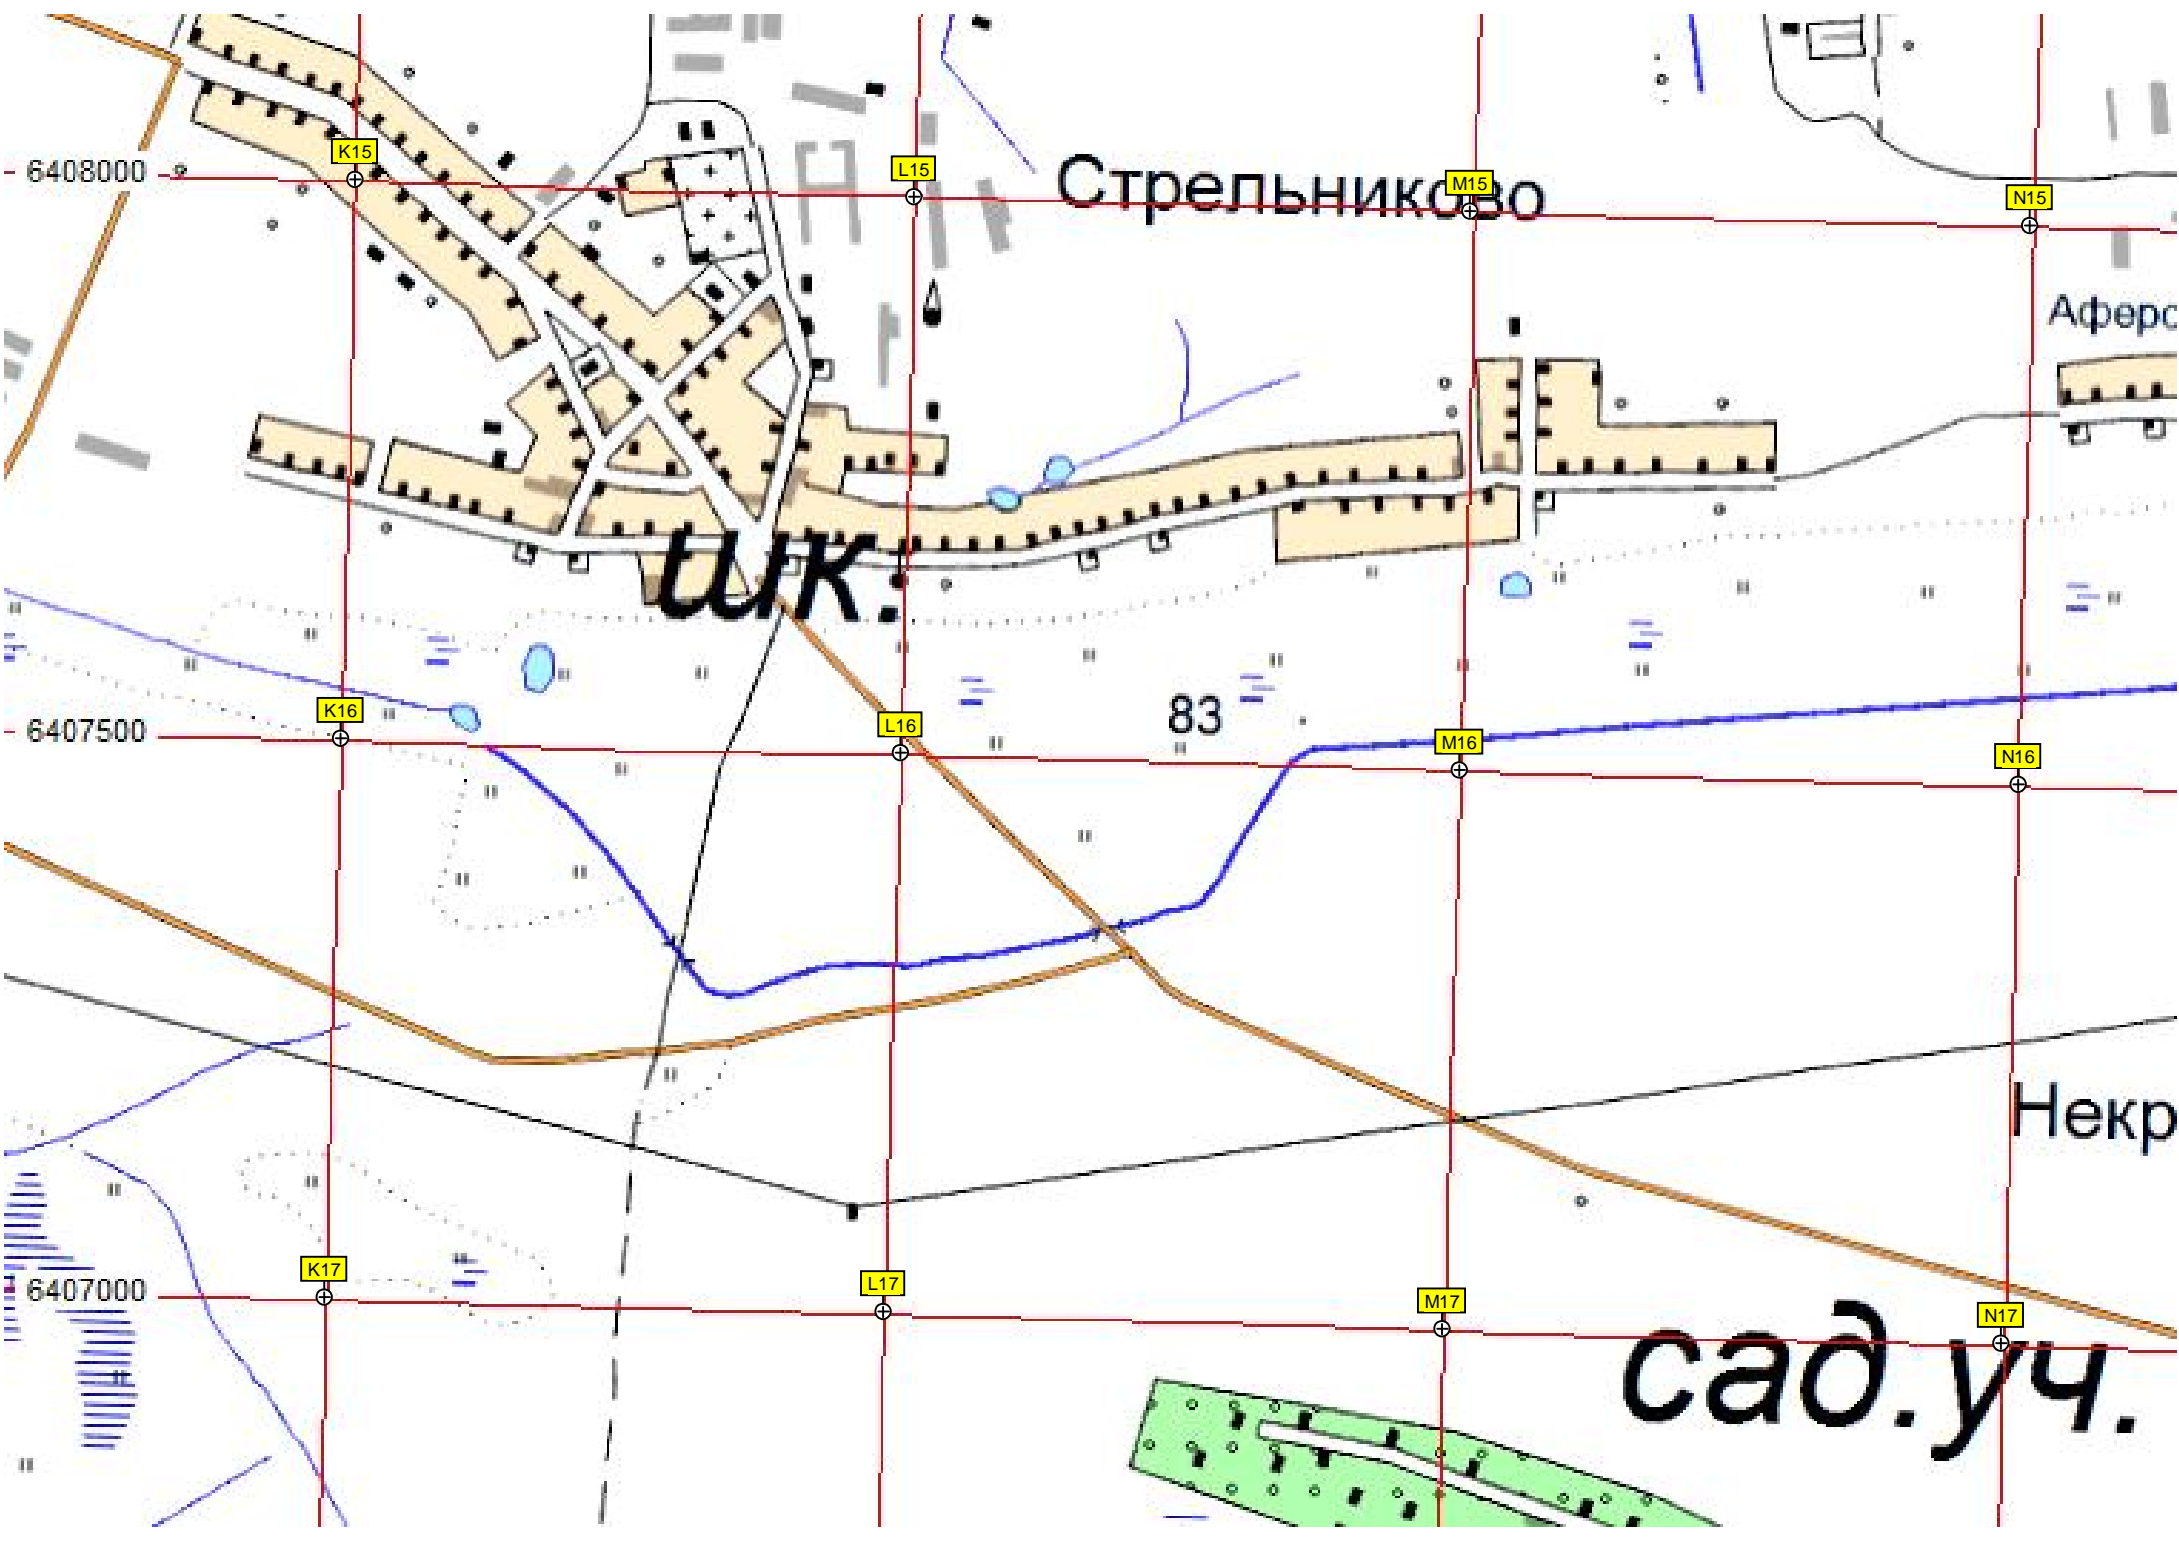 K15
6408000
L15
Стрельниково
M15
N15
Аферо
шк.
K16
6407500
L16
83
M16
N16
Некр
K17
6407000
L17
M17
N17
сад.уч.